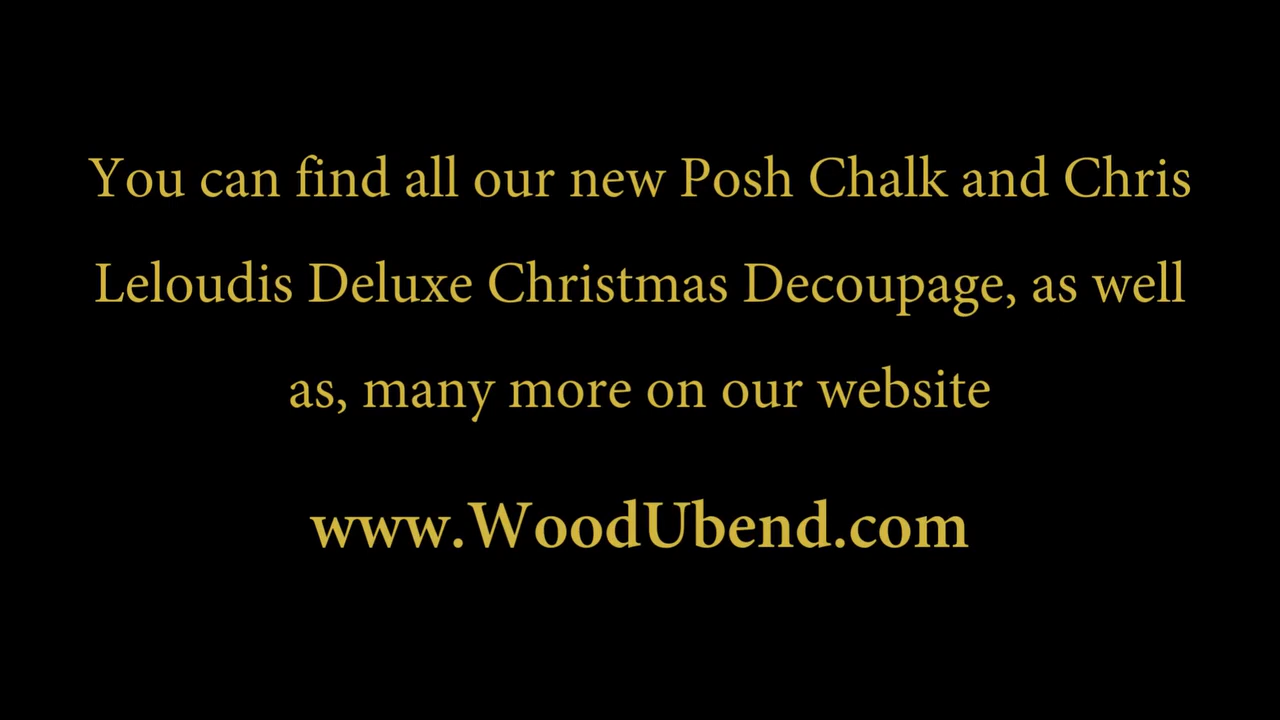 You can find all our new Posh Chalk and Chris
Leloudis Deluxe Christmas Decoupage, as well
as, many more on our website
www.WoodUbend.com